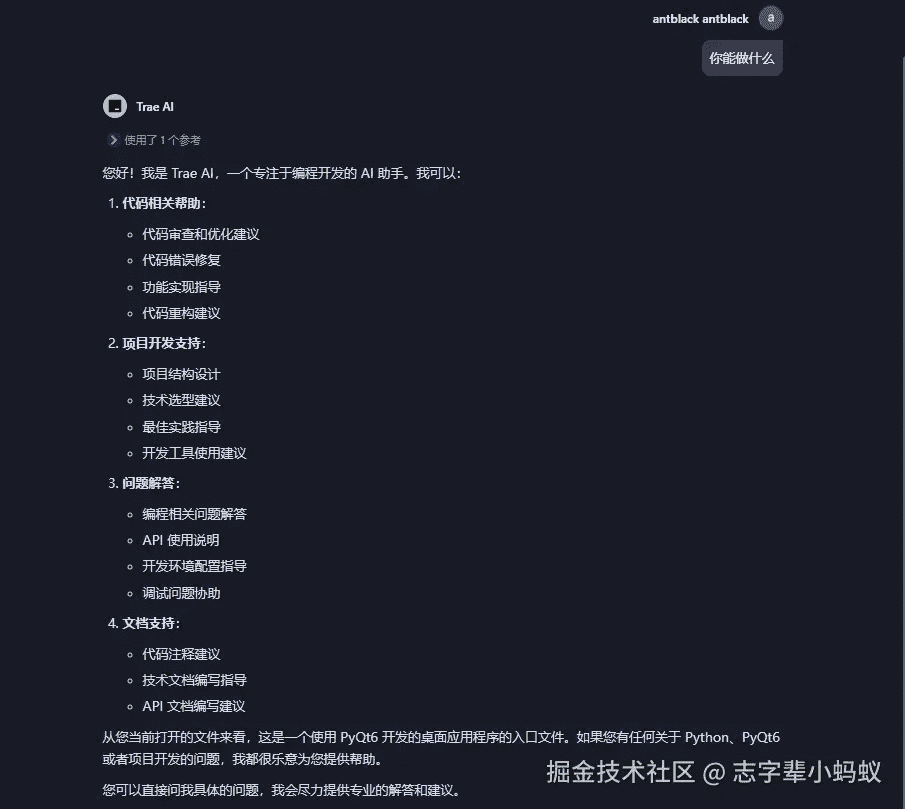 antblack antblack a
你能做什么
Trae AI
使用了 1 个参考
您好！我是 Trae AI，一个专注于编程开发的 AI 助手。我可以：
1. 代码相关帮助：
代码审查和优化建议
代码错误修复
功能实现指导
代码重构建议
2. 项目开发支持：
项目结构设计
技术选型建议
最佳实践指导
开发工具使用建议
3. 问题解答：
编程相关问题解答
API 使用说明
开发环境配置指导
调试问题协助
4. 文档支持：
代码注释建议
技术文档编写指导
API 文档编写建议
从您当前打开的文件来看，这是一个使用 PyQt6 开发的桌面应用程序的入口文件。如果您有任何关于 Python、PyQt6
或者项目开发的问题，我都很乐意为您提供帮助。
您可以直接问我具体的问题，我会尽力提供专业的解答和建议。
掘金技术社区 @ 志字辈小蚂蚁